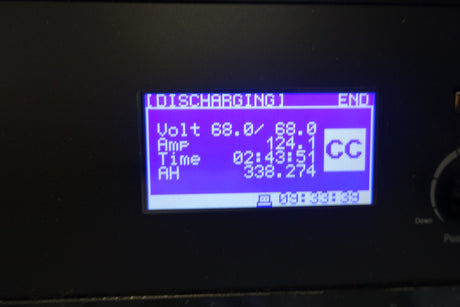 [DISCHARGING] END
Volt 68.0/ 68.0
Amp 124.1
Time 02:43:51
AH 338.274
CC
09:33:39
Down